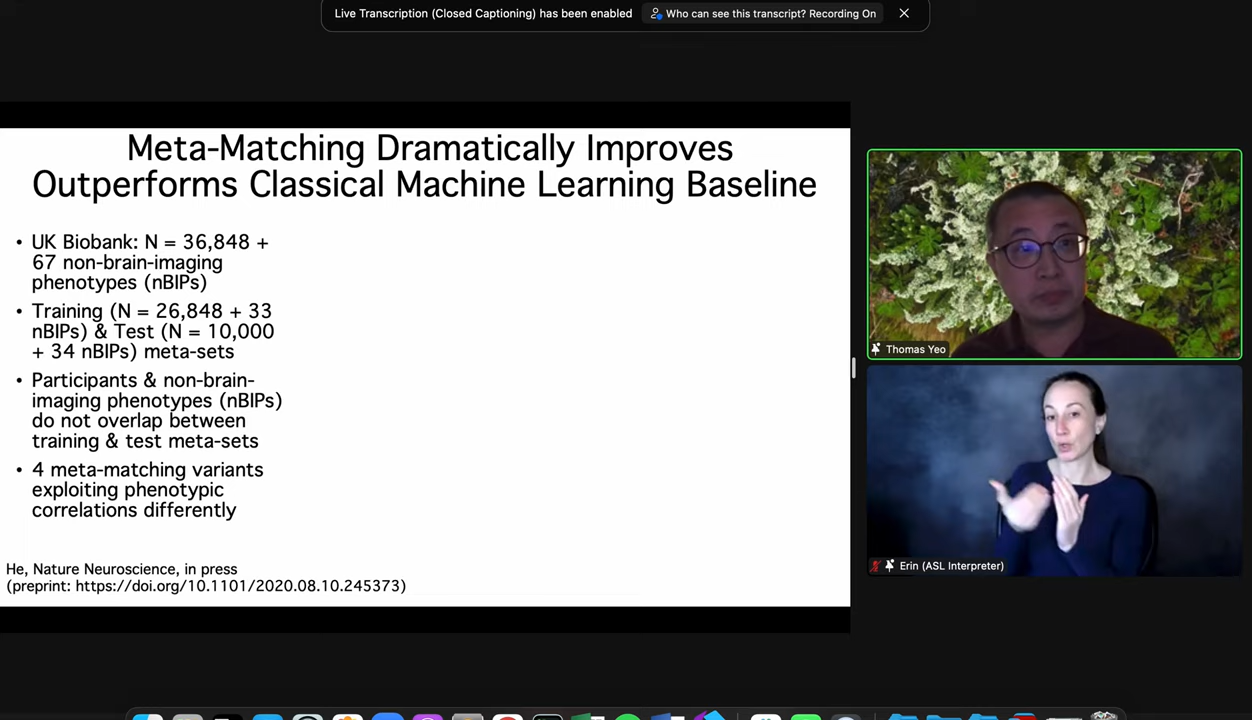 Live Transcription (Closed Captioning) has been enabled
Who can see this transcript? Recording On
Meta-Matching Dramatically Improves
Outperforms Classical Machine Learning Baseline
• UK Biobank: N = 36,848 +
67 non-brain-imaging
phenotypes (nBIPs)
• Training (N = 26,848 + 33
nBIPs) & Test (N = 10,000
+ 34 nBIPs) meta-sets
• Participants & non-brain-
imaging phenotypes (nBIPs)
do not overlap between
training & test meta-sets
• 4 meta-matching variants
exploiting phenotypic
correlations differently
He, Nature Neuroscience, in press
(preprint: https://doi.org/10.1101/2020.08.10.245373)
Thomas Yeo
Erin (ASL Interpreter)